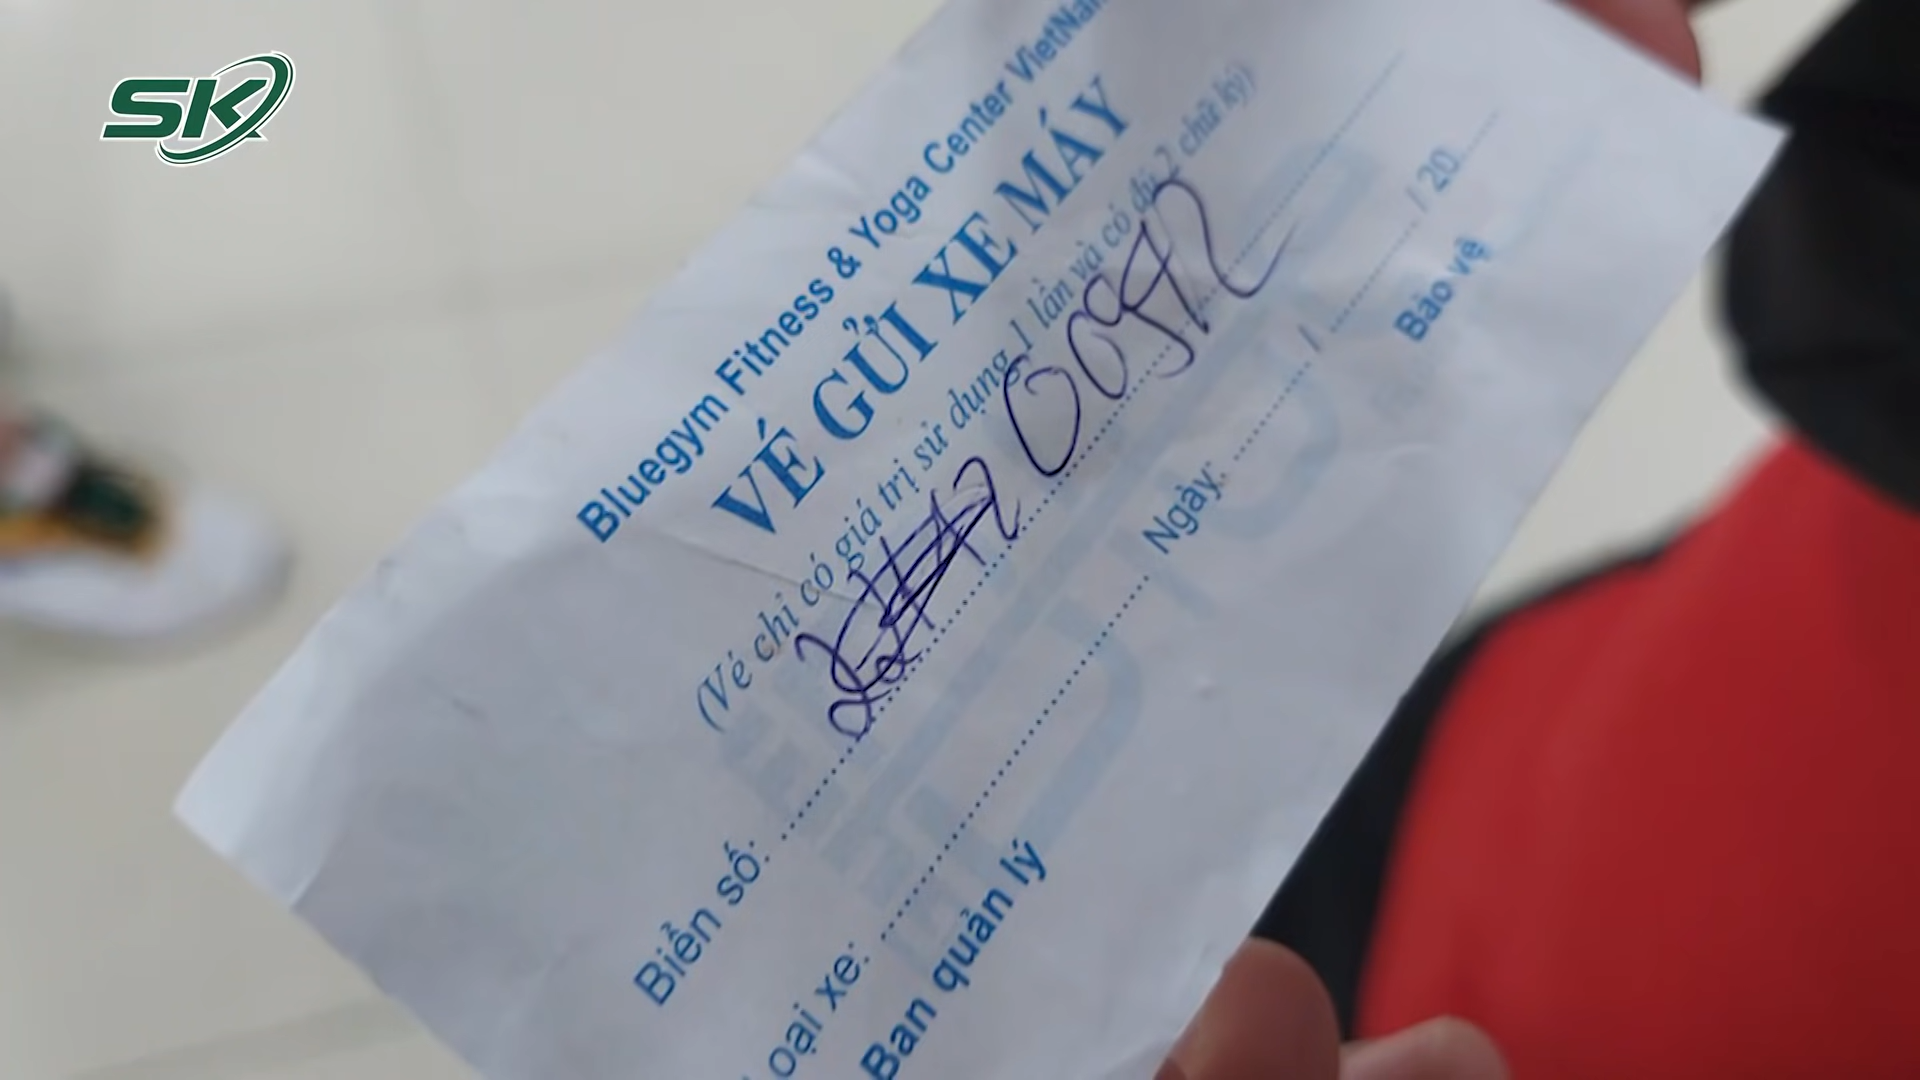 SK
Bluegym Fitness & Yoga Center VietNam
VÉ GỬI XE MÁY
(Vé chỉ có giá trị sử dụng 1 lần và có đủ 2 chữ ký)
Biển số: 0092
Loại xe: Ngày: / / 20
Ban quản lý Bảo vệ